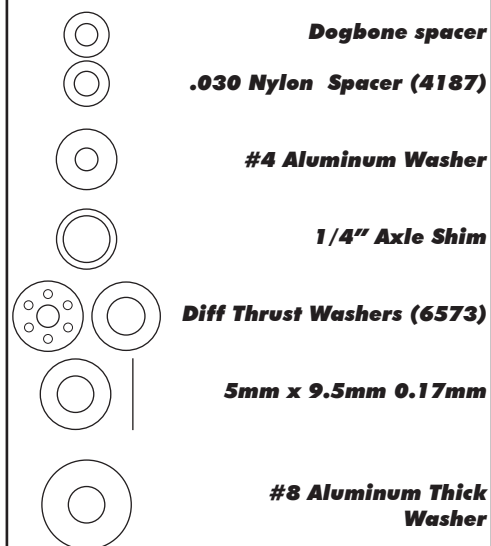 Dogbone spacer
.030 Nylon Spacer (4187)
#4 Aluminum Washer
1/4” Axle Shim
Diff Thrust Washers (6573)
5mm x 9.5mm 0.17mm
#8 Aluminum Thick
Washer